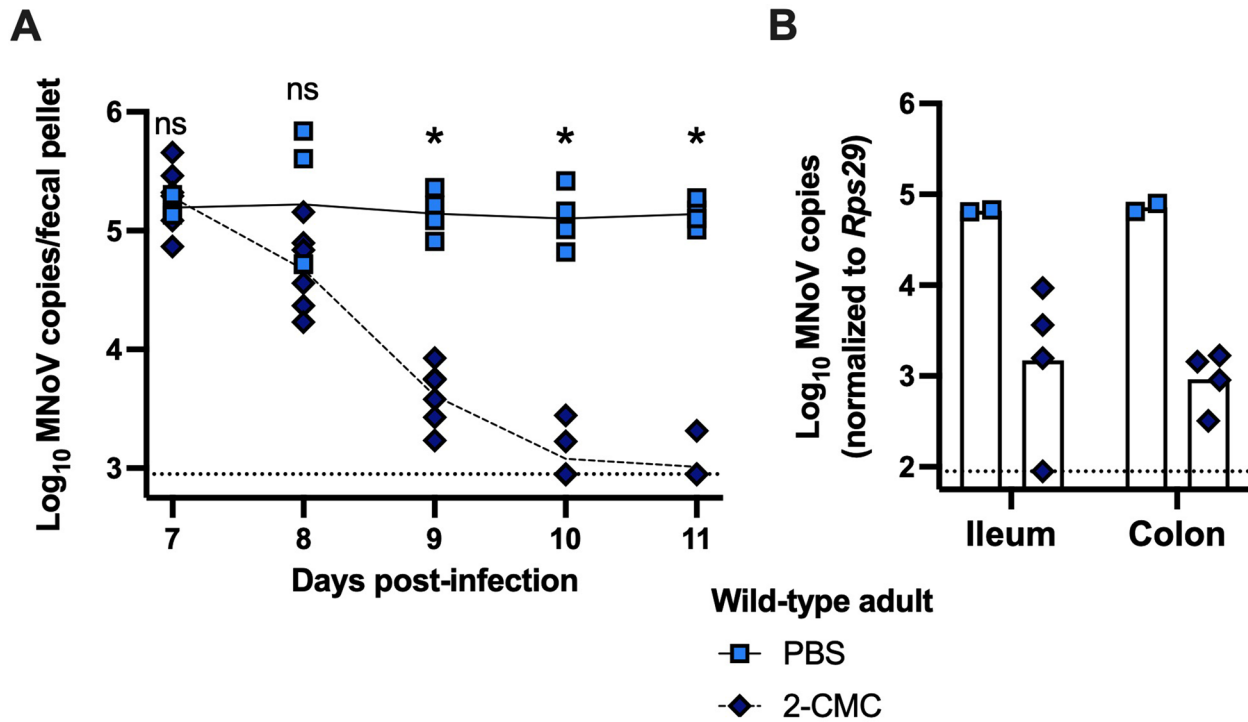 A
Log10 MNoV copies/fecal pellet
6
5
4
3
ns
ns
*
*
*
7 8 9 10 11
Days post-infection
B
Log10 MNoV copies
(normalized to Rps29)
6
5
4
3
2
Ileum Colon
Wild-type adult
PBS
2-CMC